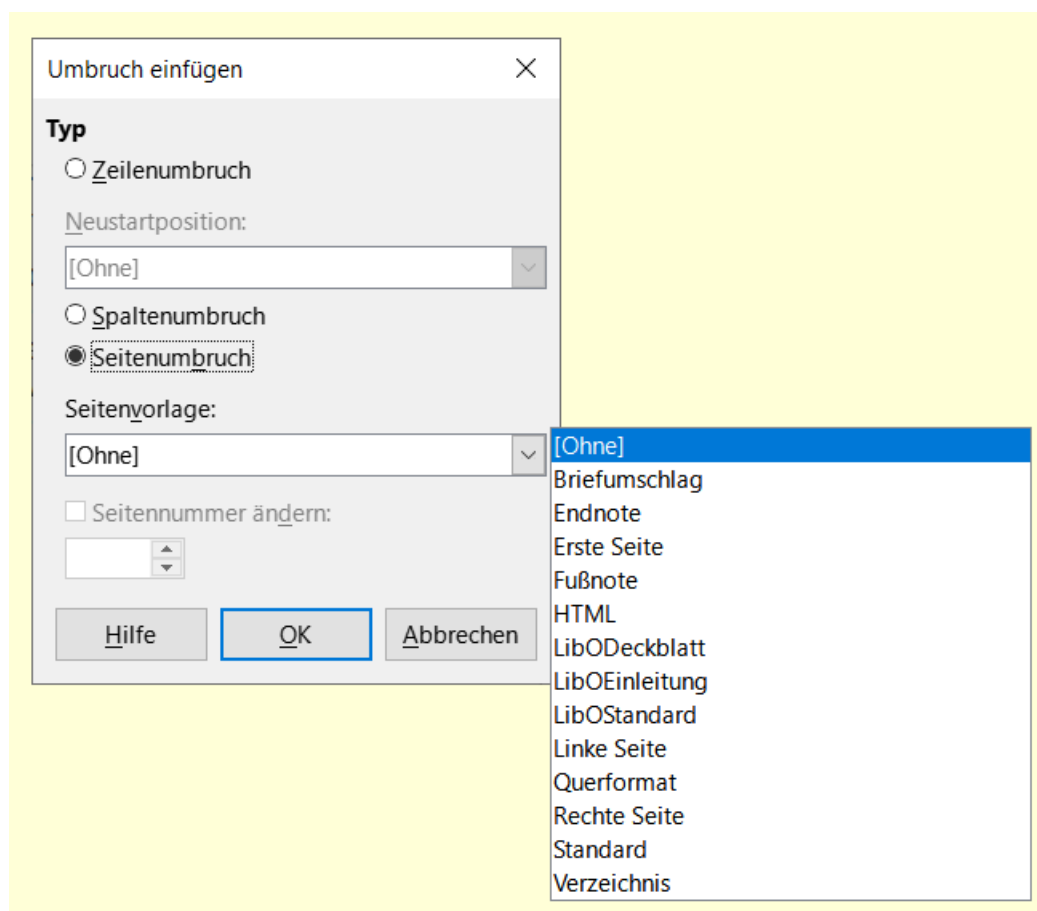 Umbruch einfügen
Typ
Zeilenumbruch
Neustartposition:
[Ohne]
Spaltenumbruch
Seitenumbruch
Seitenvorlage:
[Ohne]
Seitennummer ändern:
Hilfe OK Abbrechen
[Ohne]
Briefumschlag
Endnote
Erste Seite
Fußnote
HTML
LibODeckblatt
LibOEinleitung
LibOStandard
Linke Seite
Querformat
Rechte Seite
Standard
Verzeichnis